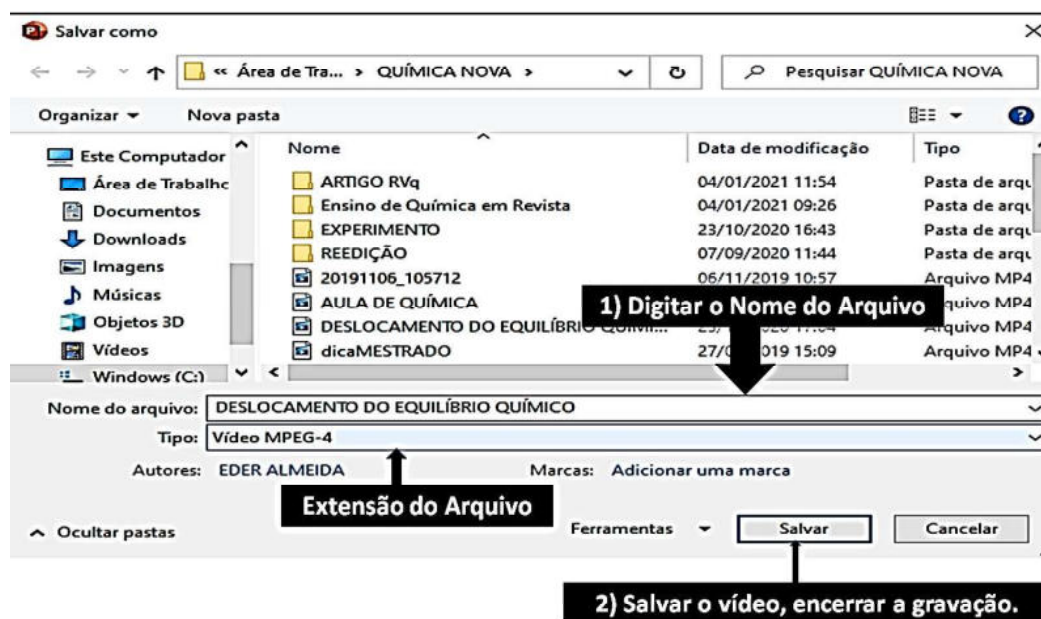 Salvar como
« Área de Tra... > QUÍMICA NOVA > Pesquisar QUÍMICA NOVA
Organizar Nova pasta
Nome Data de modificação Tipo
Este Computador
Área de Trabalho
Documentos
Downloads
Imagens
Músicas
Objetos 3D
Vídeos
Windows (C:)
ARTIGO RVq 04/01/2021 11:54 Pasta de arqu
Ensino de Química em Revista 04/01/2021 09:26 Pasta de arqu
EXPERIMENTO 23/10/2020 16:43 Pasta de arqu
REEDIÇÃO 07/09/2020 11:44 Pasta de arqu
20191106_105712 06/11/2019 10:57 Arquivo MP4
AULA DE QUÍMICA Arquivo MP4
DESLOCAMENTO DO EQUILÍBRIO QUÍMI... Arquivo MP4
dicaMESTRADO 15:09 Arquivo MP4
1) Digitar o Nome do Arquivo
Nome do arquivo: DESLOCAMENTO DO EQUILÍBRIO QUÍMICO
Tipo: Vídeo MPEG-4
Autores: EDER ALMEIDA Marcas: Adicionar uma marca
Extensão do Arquivo
Ocultar pastas Ferramentas Salvar Cancelar
2) Salvar o vídeo, encerrar a gravação.